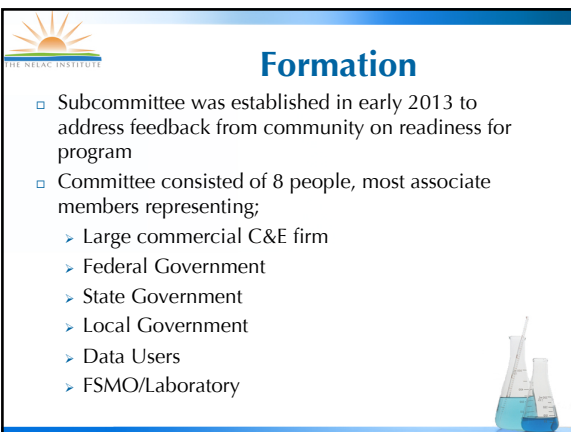 THE NELAC INSTITUTE
Formation
Subcommittee was established in early 2013 to
address feedback from community on readiness for
program
Committee consisted of 8 people, most associate
members representing;
Large commercial C&E firm
Federal Government
State Government
Local Government
Data Users
FSMO/Laboratory